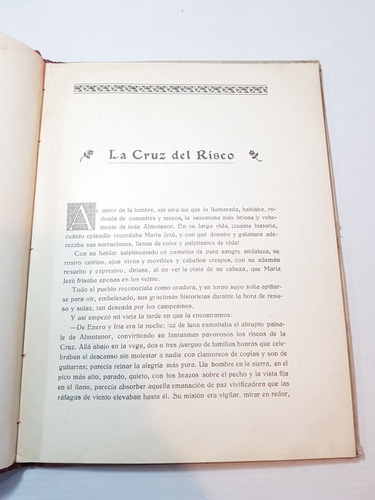 La Cruz del Risco
AL amor de la lumbre, sin otra luz que la llamarada, hablaba, ro-
deada de comadres y mozos, la sesentona más briosa y vehe-
mente de toda Almotanor. En su larga vida, ¡cuánta historia,
cuánto episodio recordaba María Jezú, y con qué donaire y galanura ade-
rezaba sus narraciones, llenas de color y palpitantes de vida!
Con su hablar salpimentado en camelos de pura sangre andaluza, su
rostro cetrino, ojos vivos y movibles y cabellos crespos, con su ademán
resuelto y expresivo, diríase, al no ver la plata de su cabeza, que María
Jezú frisaba apenas en los veinte.
Todo el pueblo reconocíala como oradora, y en torno suyo solía apiñar-
se para oir, embelesado, sus graciosas historietas durante la hora de repo-
so y solaz, tan deseada por los campesinos.
Y así empezó mi vieja la tarde en que la encontramos:
—De Enero y fría era la noche; luz de luna esmaltaba el abrupto paisa-
je de Almotanor, convirtiendo en fantasmas pavorosos los riscos de la
Cruz. Allá abajo en la vega, dos o tres juergas de familias honrás que cele-
braban el descanso sin molestar a nadie con clamoreos de coplas y son de
guitarras; parecía reinar la alegría más pura. Un hombre en la sierra, en el
pico más alto, parado, quieto, con los brazos sobre el pecho y la vista fija
en el llano, parecía absorber aquella emanación de paz vivificadora que las
ráfagas de viento elevaban hasta él. Su misión era vigilar, mirar en redor,